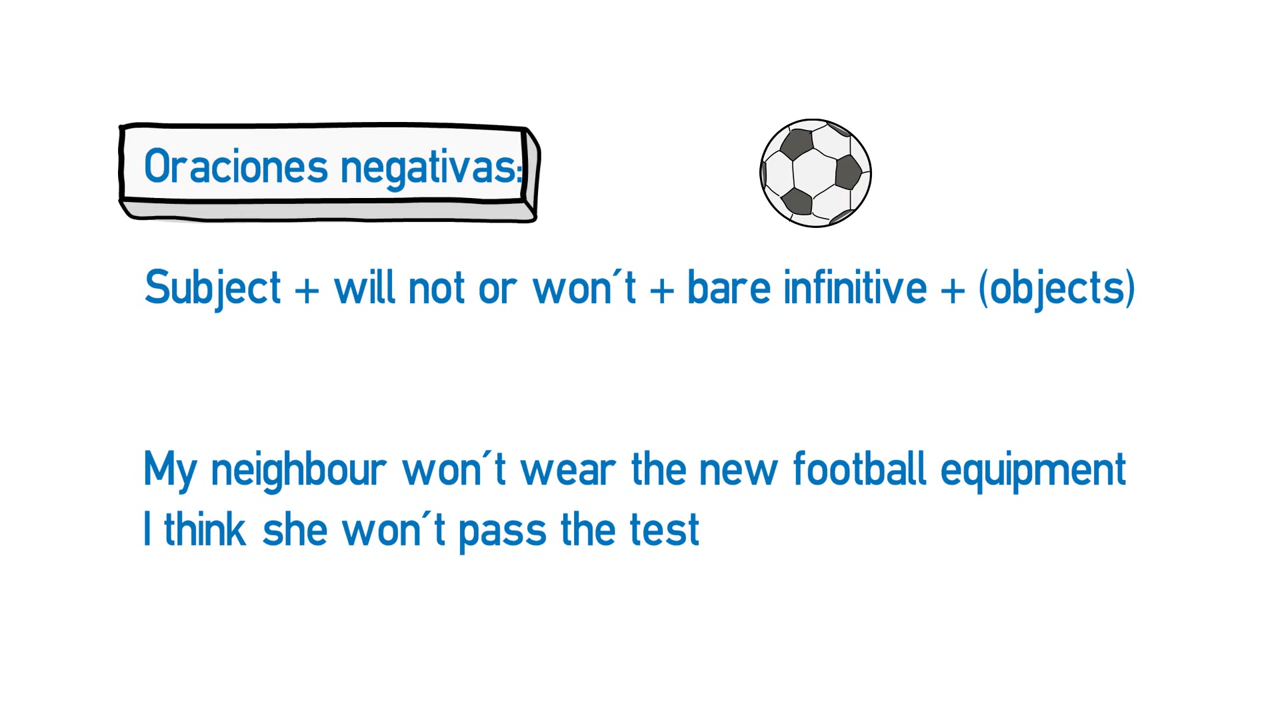 Oraciones negativas:
Subject + will not or won´t + bare infinitive + (objects)
My neighbour won´t wear the new football equipment
I think she won´t pass the test